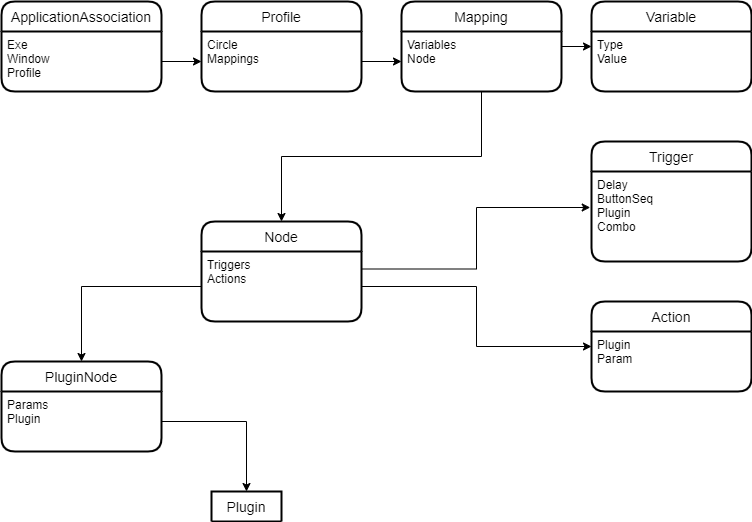 ApplicationAssociation
Exe
Window
Profile
Profile
Circle
Mappings
Mapping
Variables
Node
Variable
Type
Value
Trigger
Delay
ButtonSeq
Plugin
Combo
Node
Triggers
Actions
Action
Plugin
Param
PluginNode
Params
Plugin
Plugin